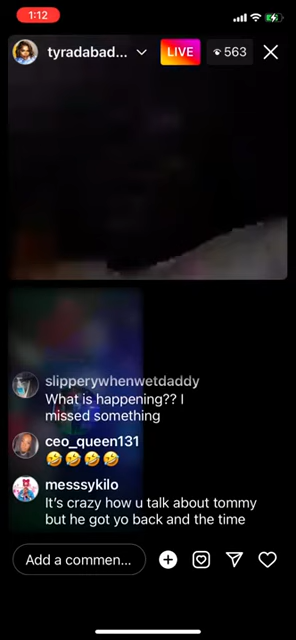 1:12
tyradabad...
LIVE
563
slipperywhenwetdaddy
What is happening?? I
missed something
ceo_queen131
🤣🤣🤣🤣
messsykilo
It's crazy how u talk about tommy
but he got yo back and the time
Add a commen...